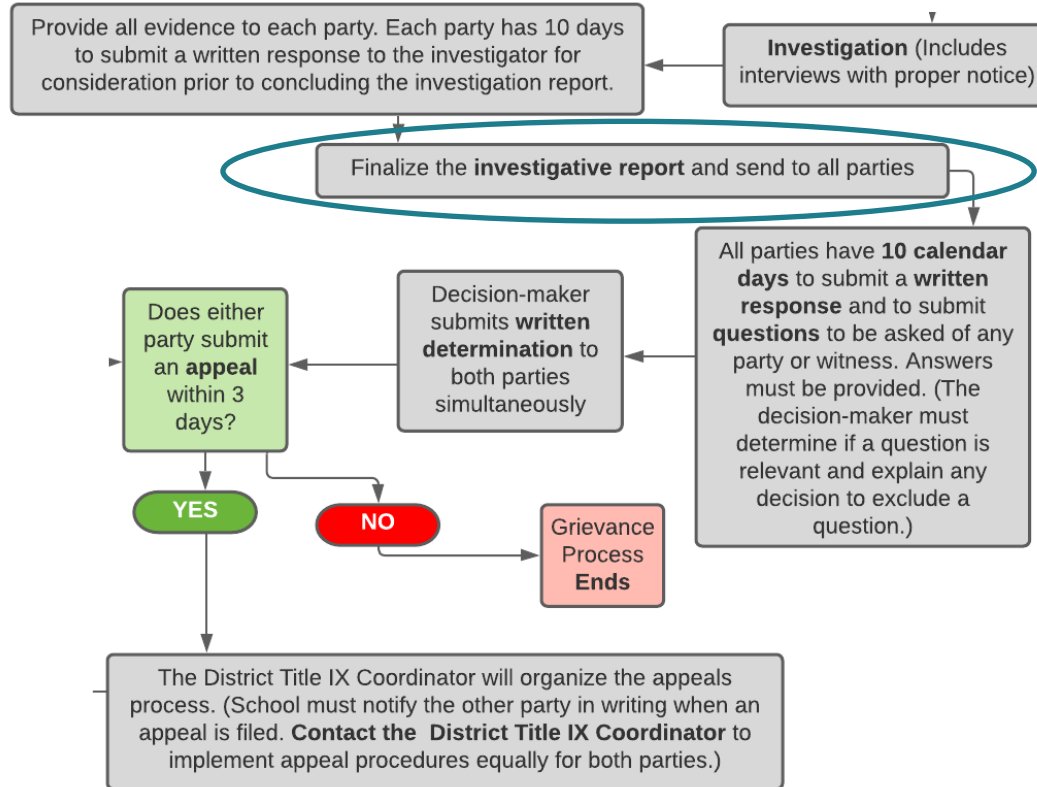 Provide all evidence to each party. Each party has 10 days
to submit a written response to the investigator for
consideration prior to concluding the investigation report.
Investigation (Includes
interviews with proper notice)
Finalize the investigative report and send to all parties
All parties have 10 calendar
days to submit a written
response and to submit
questions to be asked of any
party or witness. Answers
must be provided. (The
decision-maker must
determine if a question is
relevant and explain any
decision to exclude a
question.)
Decision-maker
submits written
determination to
both parties
simultaneously
Does either
party submit
an appeal
within 3
days?
YES
NO
Grievance
Process
Ends
The District Title IX Coordinator will organize the appeals
process. (School must notify the other party in writing when an
appeal is filed. Contact the District Title IX Coordinator to
implement appeal procedures equally for both parties.)